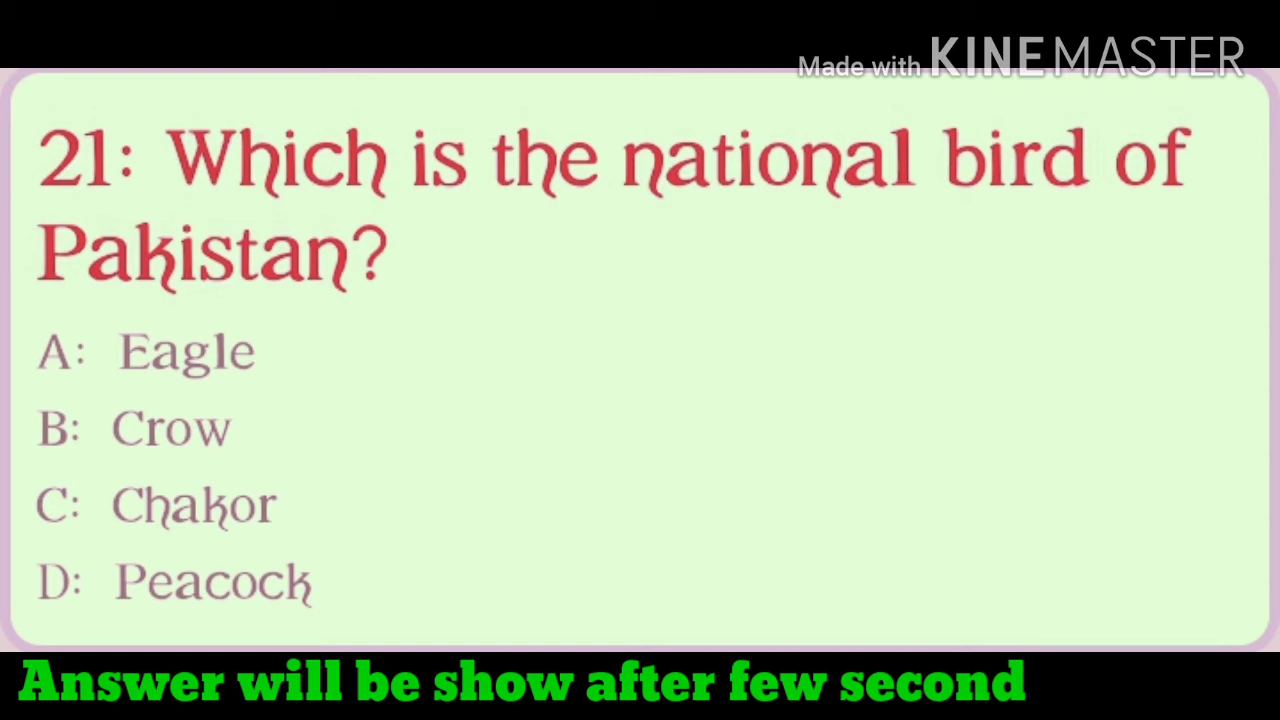 Made with KINEMASTER
21: Which is the national bird of
Pakistan?
A: Eagle
B: Crow
C: Chakor
D: Peacock
Answer will be show after few second